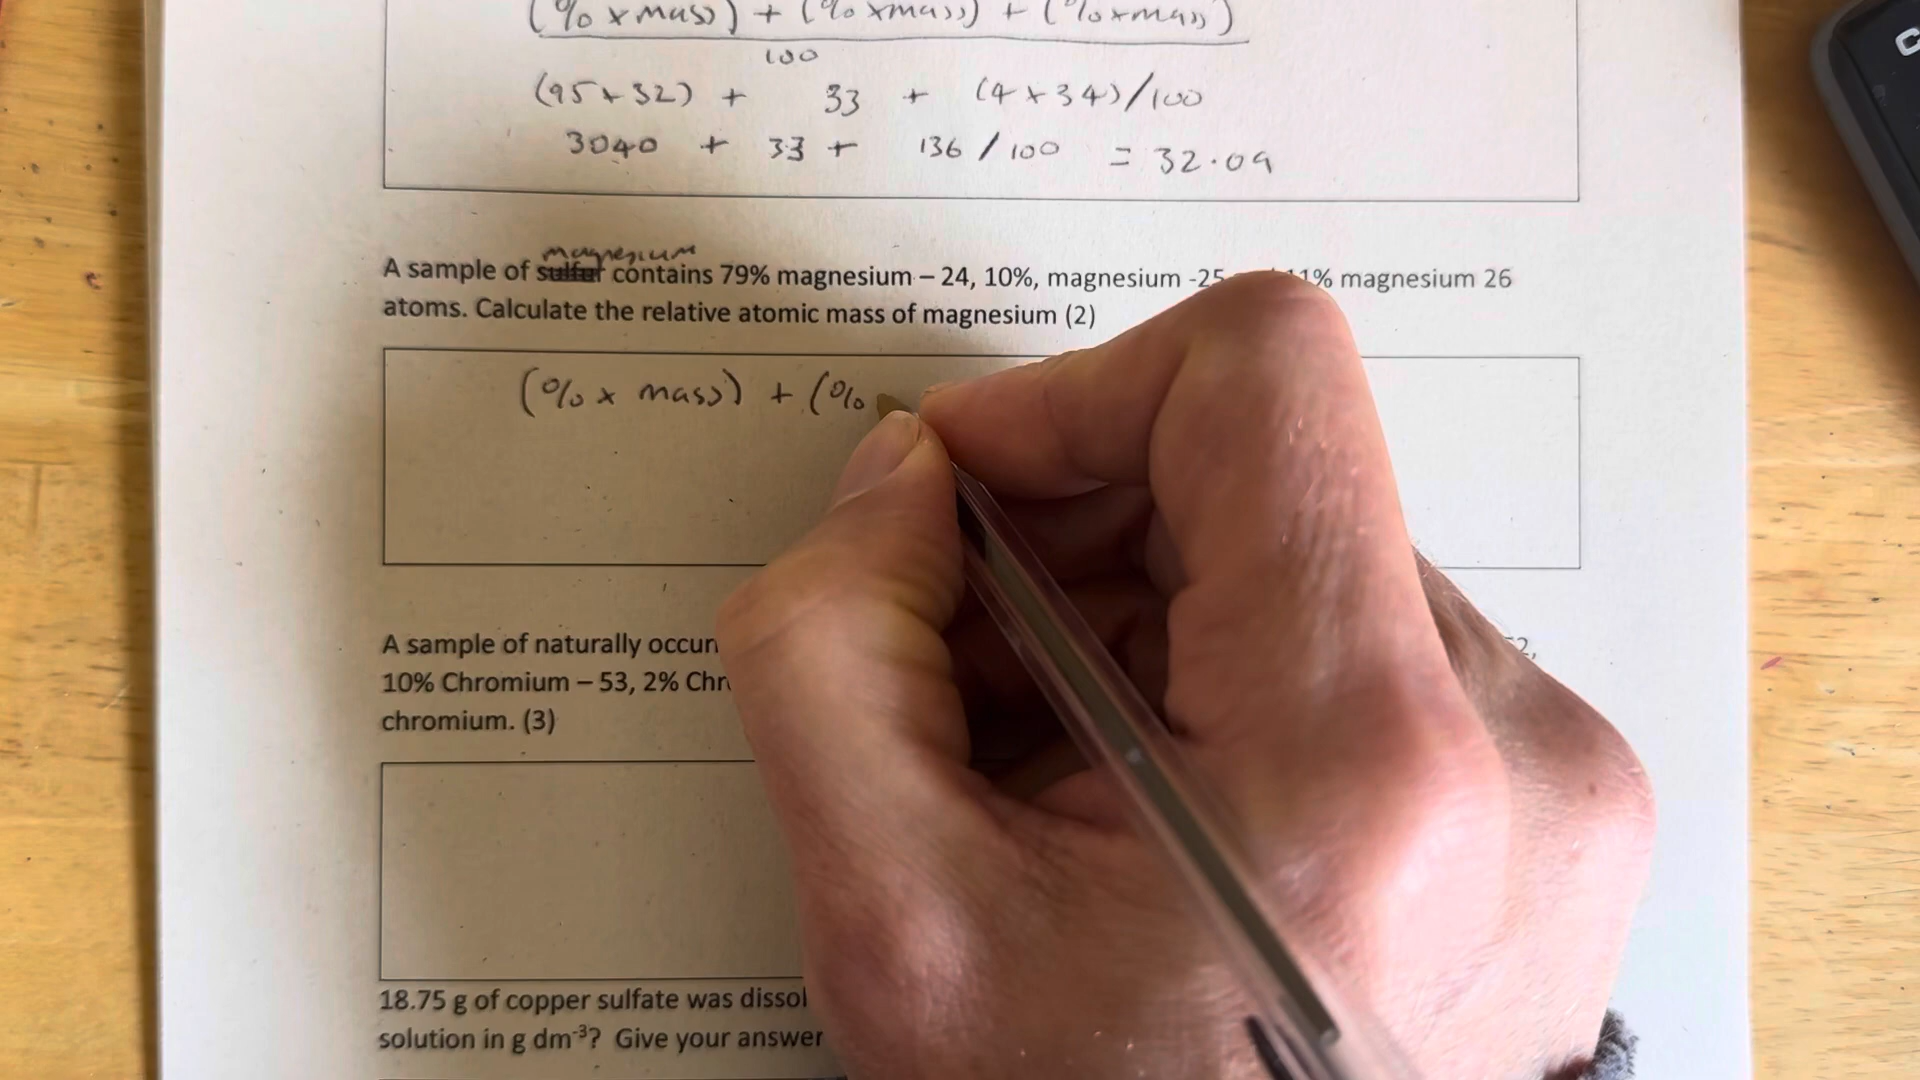 (% x mass) + (% x mass) + (% x mass)
100
(95 x 32) + 33 + (4 x 34)/100
3040 + 33 + 136 / 100 = 32.09
magnesium
A sample of sulfur contains 79% magnesium – 24, 10%, magnesium -25 11% magnesium 26
atoms. Calculate the relative atomic mass of magnesium (2)
(% x mass) + (%
A sample of naturally
10% Chromium – 53, 2%
chromium. (3)
18.75 g of copper sulfate was
solution in g dm⁻³? Give your answer